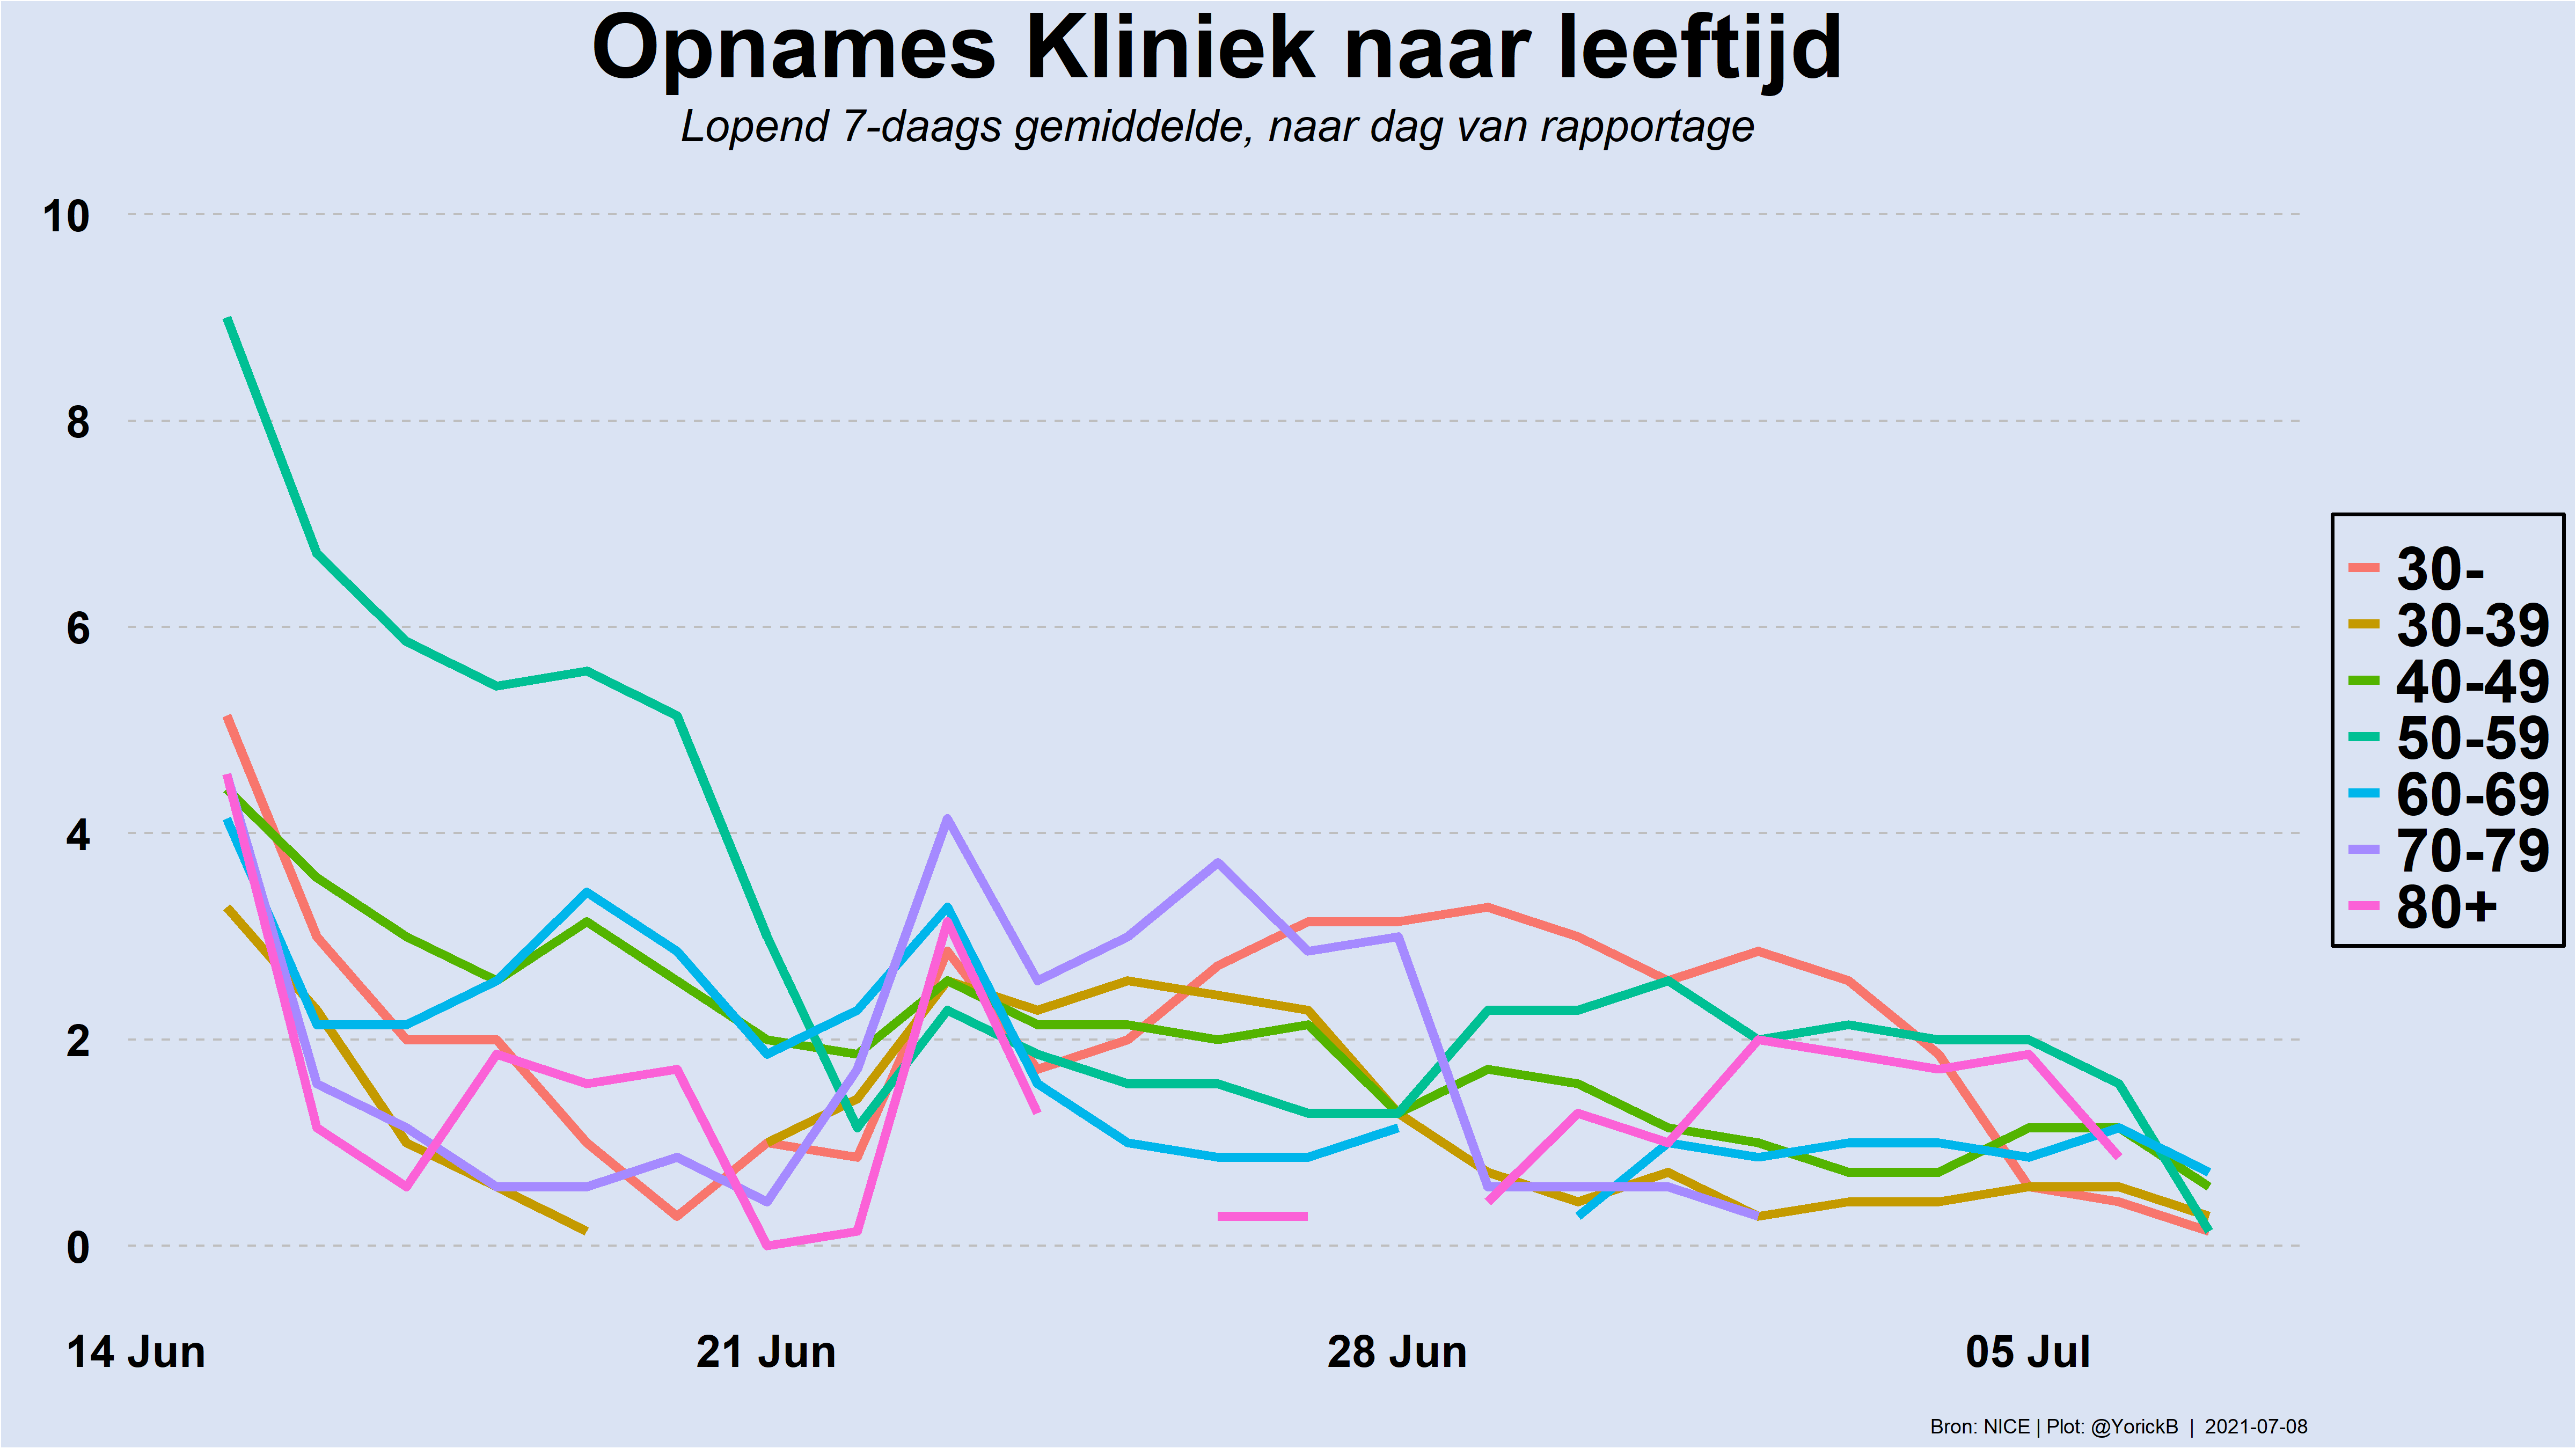 Opnames Kliniek naar leeftijd
Lopend 7-daags gemiddelde, naar dag van rapportage
10
8
6
4
2
0
14 Jun
21 Jun
28 Jun
05 Jul
30-
30-39
40-49
50-59
60-69
70-79
80+
Bron: NICE | Plot: @YorickB | 2021-07-08